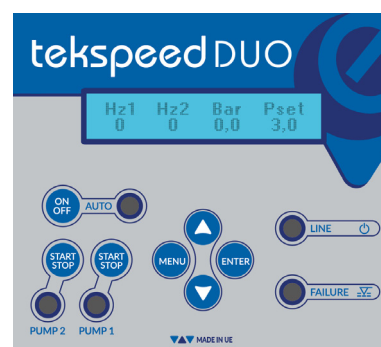 tekspeed DUO
Hz1 Hz2 Bar Pset
0 0 0,0 3,0
ON
OFF
AUTO
LINE
START
STOP
START
STOP
MENU
ENTER
FAILURE
PUMP 2 PUMP 1
MADE IN UE